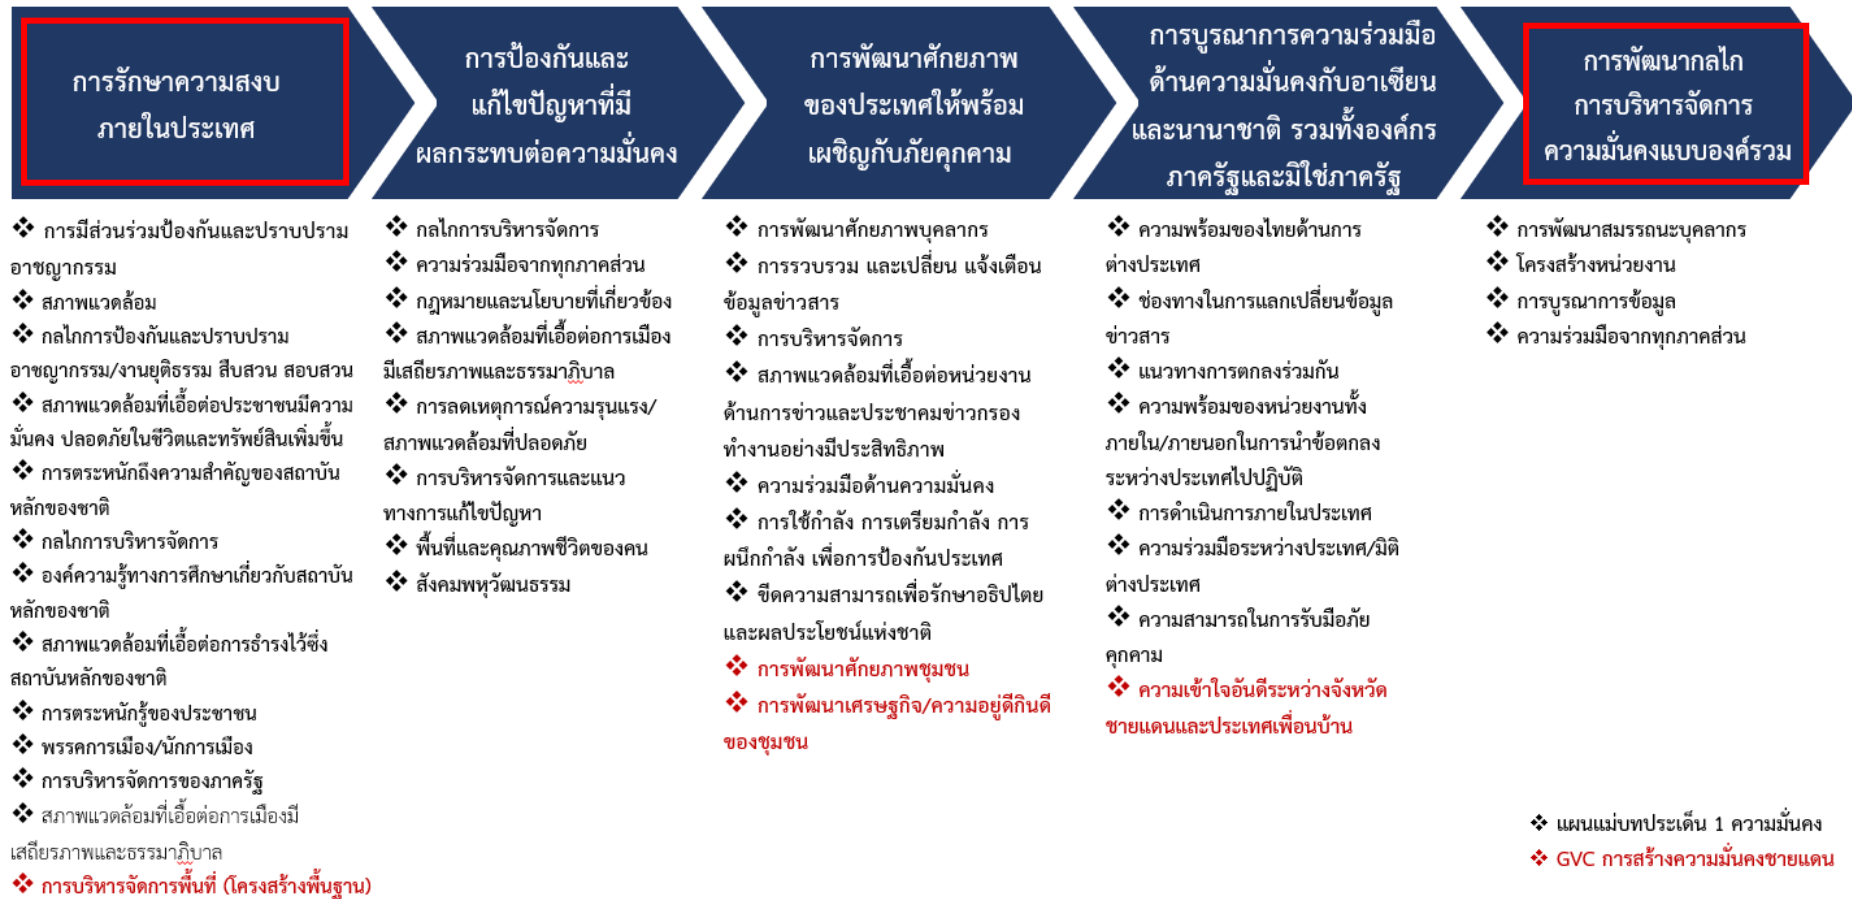 การรักษาความสงบ
ภายในประเทศ
การป้องกันและ
แก้ไขปัญหาที่มี
ผลกระทบต่อความมั่นคง
การพัฒนาศักยภาพ
ของประเทศให้พร้อม
เผชิญกับภัยคุกคาม
การบูรณาการความร่วมมือ
ด้านความมั่นคงกับอาเซียน
และนานาชาติ รวมทั้งองค์กร
ภาครัฐและมิใช่ภาครัฐ
การพัฒนากลไก
การบริหารจัดการ
ความมั่นคงแบบองค์รวม
❖ การมีส่วนร่วมป้องกันและปราบปราม
อาชญากรรม
❖ สภาพแวดล้อม
❖ กลไกการป้องกันและปราบปราม
อาชญากรรม/งานยุติธรรม สืบสวน สอบสวน
❖ สภาพแวดล้อมที่เอื้อต่อประชาชนมีความ
มั่นคง ปลอดภัยในชีวิตและทรัพย์สินเพิ่มขึ้น
❖ การตระหนักถึงความสำคัญของสถาบัน
หลักของชาติ
❖ กลไกการบริหารจัดการ
❖ องค์ความรู้ทางการศึกษาเกี่ยวกับสถาบัน
หลักของชาติ
❖ สภาพแวดล้อมที่เอื้อต่อการธำรงไว้ซึ่ง
สถาบันหลักของชาติ
❖ การตระหนักรู้ของประชาชน
❖ พรรคการเมือง/นักการเมือง
❖ การบริหารจัดการของภาครัฐ
❖ สภาพแวดล้อมที่เอื้อต่อการเมืองมี
เสถียรภาพและธรรมาภิบาล
❖ การบริหารจัดการพื้นที่ (โครงสร้างพื้นฐาน)
❖ กลไกการบริหารจัดการ
❖ ความร่วมมือจากทุกภาคส่วน
❖ กฎหมายและนโยบายที่เกี่ยวข้อง
❖ สภาพแวดล้อมที่เอื้อต่อการเมือง
มีเสถียรภาพและธรรมาภิบาล
❖ การลดเหตุการณ์ความรุนแรง/
สภาพแวดล้อมที่ปลอดภัย
❖ การบริหารจัดการและแนว
ทางการแก้ไขปัญหา
❖ พื้นที่และคุณภาพชีวิตของคน
❖ สังคมพหุวัฒนธรรม
❖ การพัฒนาศักยภาพบุคลากร
❖ การรวบรวม และเปลี่ยน แจ้งเตือน
ข้อมูลข่าวสาร
❖ การบริหารจัดการ
❖ สภาพแวดล้อมที่เอื้อต่อหน่วยงาน
ด้านการข่าวและประชาคมข่าวกรอง
ทำงานอย่างมีประสิทธิภาพ
❖ ความร่วมมือด้านความมั่นคง
❖ การใช้กำลัง การเตรียมกำลัง การ
ผนึกกำลัง เพื่อการป้องกันประเทศ
❖ ขีดความสามารถเพื่อรักษาอธิปไตย
และผลประโยชน์แห่งชาติ
❖ การพัฒนาศักยภาพชุมชน
❖ การพัฒนาเศรษฐกิจ/ความอยู่ดีกินดี
ของชุมชน
❖ ความพร้อมของไทยด้านการ
ต่างประเทศ
❖ ช่องทางในการแลกเปลี่ยนข้อมูล
ข่าวสาร
❖ แนวทางการตกลงร่วมกัน
❖ ความพร้อมของหน่วยงานทั้ง
ภายใน/ภายนอกในการนำข้อตกลง
ระหว่างประเทศไปปฏิบัติ
❖ การดำเนินการภายในประเทศ
❖ ความร่วมมือระหว่างประเทศ/มิติ
ต่างประเทศ
❖ ความสามารถในการรับมือภัย
คุกคาม
❖ ความเข้าใจอันดีระหว่างจังหวัด
ชายแดนและประเทศเพื่อนบ้าน
❖ การพัฒนาสมรรถนะบุคลากร
❖ โครงสร้างหน่วยงาน
❖ การบูรณาการข้อมูล
❖ ความร่วมมือจากทุกภาคส่วน
❖ แผนแม่บทประเด็น 1 ความมั่นคง
❖ GVC การสร้างความมั่นคงชายแดน